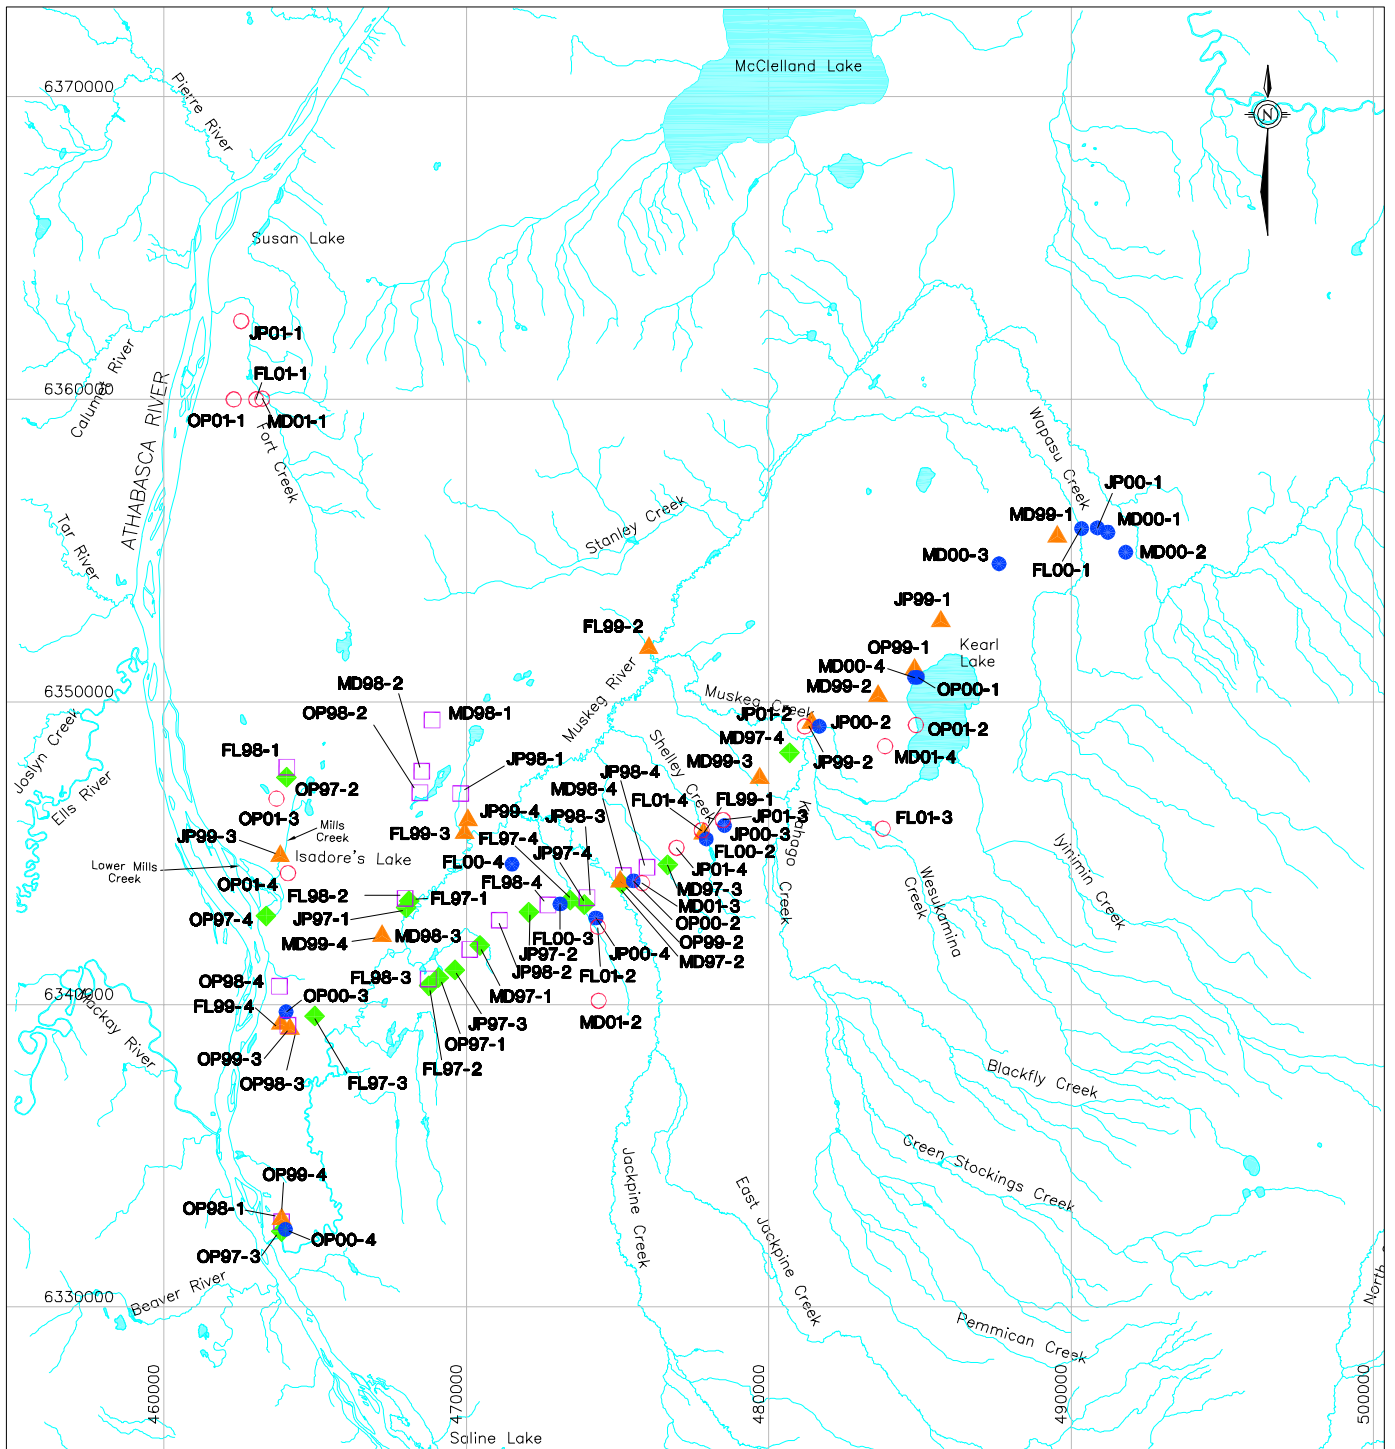 McClelland Lake
6370000
Pierre River
N
Susan Lake
JP01-1
FL01-1
6360000
Calumet River
OP01-1
MD01-1
Fort Creek
ATHABASCA RIVER
Wapasu Creek
JP00-1
MD99-1
MD00-1
Stanley Creek
Tar River
MD00-3
MD00-2
FL00-1
JP99-1
FL99-2
OP99-1
Kearl
Lake
MD00-4
MD98-2
MD99-2
OP00-1
Muskeg River
Muskeg Creek
6350000
OP98-2
MD98-1
JP01-2
JP00-2
OP01-2
Joslyn Creek
Shelley Creek
MD97-4
FL98-1
JP98-1
MD99-3
JP99-2
MD01-4
Ells River
OP97-2
JP98-4
MD98-4
FL01-4
FL99-1
OP01-3
JP99-4
JP98-3
JP01-3
Mills
Creek
JP99-3
FL99-3
FL97-4
JP00-3
FL01-3
Isadore's Lake
JP97-4
FL00-2
Khahago
Creek
Iyinimin Creek
Lower Mills
Creek
FL00-4
JP01-4
OP01-4
FL98-4
MD97-3
Wesukamina
Creek
FL98-2
FL97-1
MD01-3
OP97-4
JP97-1
OP00-2
MD99-4
MD98-3
FL00-3
OP99-2
JP97-2
JP00-4
MD97-2
OP98-4
FL98-3
JP98-2
FL01-2
6340000
OP00-3
MD97-1
Mackay River
FL99-4
JP97-3
MD01-2
OP97-1
OP99-3
FL97-2
OP98-3
FL97-3
Blackfly Creek
Green Stockings Creek
Jackpine Creek
OP99-4
East Jackpine Creek
OP98-1
OP00-4
OP97-3
Beaver River
North
6330000
Pemmican Creek
460000
470000
480000
490000
500000
Saline Lake